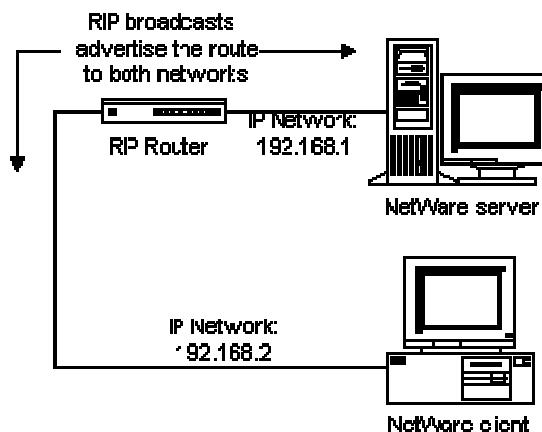 RIP broadcasts
advertise the route
to both networks
RIP Router
IP Network:
192.168.1
NetWare server
IP Network:
192.168.2
NetWare client